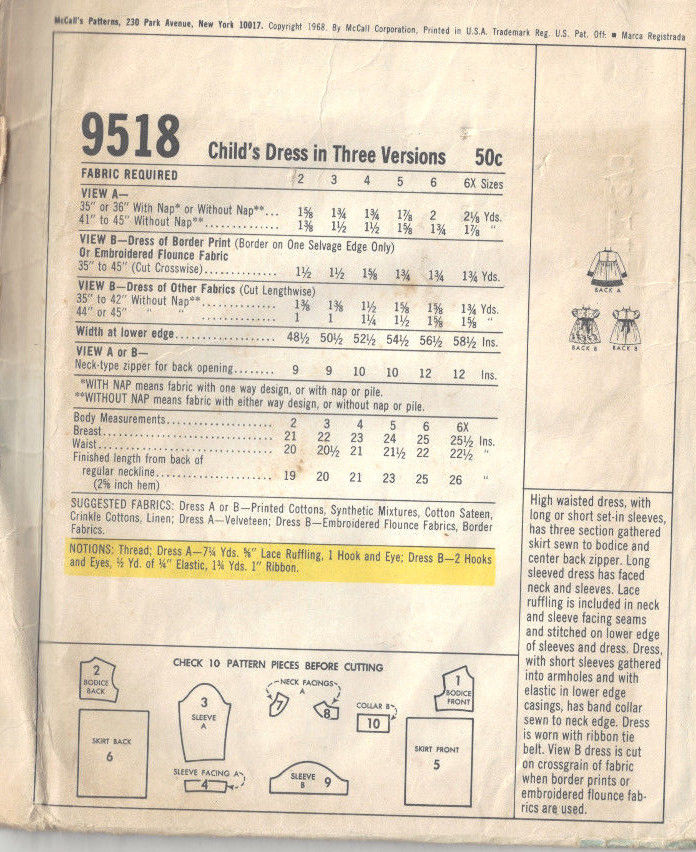 McCall's Patterns, 230 Park Avenue, New York 10017. Copyright 1968. By McCall Corporation, Printed in U.S.A. Trademark Reg. U.S. Pat. Off. ■ Marca Registrada
9518 Child's Dress in Three Versions 50c
FABRIC REQUIRED 2 3 4 5 6 6X Sizes
VIEW A—
35" or 36" With Nap* or Without Nap**... 1⅝ 1¾ 1¾ 1⅞ 2 2⅛ Yds.
41" to 45" Without Nap**............. 1⅜ 1½ 1½ 1⅝ 1¾ 1⅞ "
VIEW B—Dress of Border Print (Border on One Selvage Edge Only)
Or Embroidered Flounce Fabric
35" to 45" (Cut Crosswise)............. 1½ 1½ 1⅝ 1¾ 1¾ 1¾ Yds.
VIEW B—Dress of Other Fabrics (Cut Lengthwise)
35" to 42" Without Nap**............. 1⅜ 1⅜ 1½ 1⅝ 1⅝ 1¾ Yds.
44" or 45" " " ............. 1 1 1¼ 1½ 1⅝ 1⅝ "
Width at lower edge.................. 48½ 50½ 52½ 54½ 56½ 58½ Ins.
VIEW A or B—
Neck-type zipper for back opening........ 9 9 10 10 12 12 Ins.
*WITH NAP means fabric with one way design, or with nap or pile.
**WITHOUT NAP means fabric with either way design, or without nap or pile.
Body Measurements.................. 2 3 4 5 6 6X
Breast............................ 21 22 23 24 25 25½ Ins.
Waist............................. 20 20½ 21 21½ 22 22½ "
Finished length from back of
regular neckline.................... 19 20 21 23 25 26 "
(2⅝ inch hem)
SUGGESTED FABRICS: Dress A or B—Printed Cottons, Synthetic Mixtures, Cotton Sateen,
Crinkle Cottons, Linen; Dress A—Velveteen; Dress B—Embroidered Flounce Fabrics, Border
Fabrics.
NOTIONS: Thread; Dress A—7¼ Yds. ⅝" Lace Ruffling, 1 Hook and Eye; Dress B—2 Hooks
and Eyes, ½ Yd. of ¼" Elastic, 1¾ Yds. 1" Ribbon.
BACK A
BACK B BACK B
High waisted dress, with
long or short set-in sleeves,
has three section gathered
skirt sewn to bodice and
center back zipper. Long
sleeved dress has faced
neck and sleeves. Lace
ruffling is included in neck
and sleeve facing seams
and stitched on lower edge
of sleeves and dress. Dress,
with short sleeves gathered
into armholes and with
elastic in lower edge
casings, has band collar
sewn to neck edge. Dress
is worn with ribbon tie
belt. View B dress is cut
on crossgrain of fabric
when border prints or
embroidered flounce fab-
rics are used.
CHECK 10 PATTERN PIECES BEFORE CUTTING
2
BODICE
BACK
SKIRT BACK
6
3
SLEEVE
A
SLEEVE FACING A
4
NECK FACINGS
A
7
8
COLLAR B
10
SLEEVE
B 9
1
BODICE
FRONT
SKIRT FRONT
5